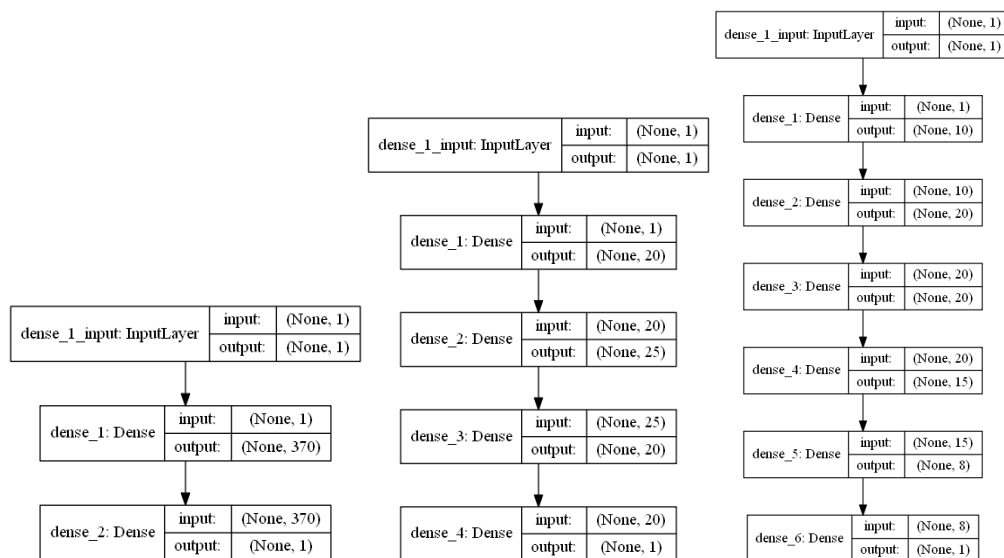 dense_1_input: InputLayer
input: (None, 1)
output: (None, 1)
dense_1: Dense
input: (None, 1)
output: (None, 370)
dense_2: Dense
input: (None, 370)
output: (None, 1)
dense_1_input: InputLayer
input: (None, 1)
output: (None, 1)
dense_1: Dense
input: (None, 1)
output: (None, 20)
dense_2: Dense
input: (None, 20)
output: (None, 25)
dense_3: Dense
input: (None, 25)
output: (None, 20)
dense_4: Dense
input: (None, 20)
output: (None, 1)
dense_1_input: InputLayer
input: (None, 1)
output: (None, 1)
dense_1: Dense
input: (None, 1)
output: (None, 10)
dense_2: Dense
input: (None, 10)
output: (None, 20)
dense_3: Dense
input: (None, 20)
output: (None, 20)
dense_4: Dense
input: (None, 20)
output: (None, 15)
dense_5: Dense
input: (None, 15)
output: (None, 8)
dense_6: Dense
input: (None, 8)
output: (None, 1)